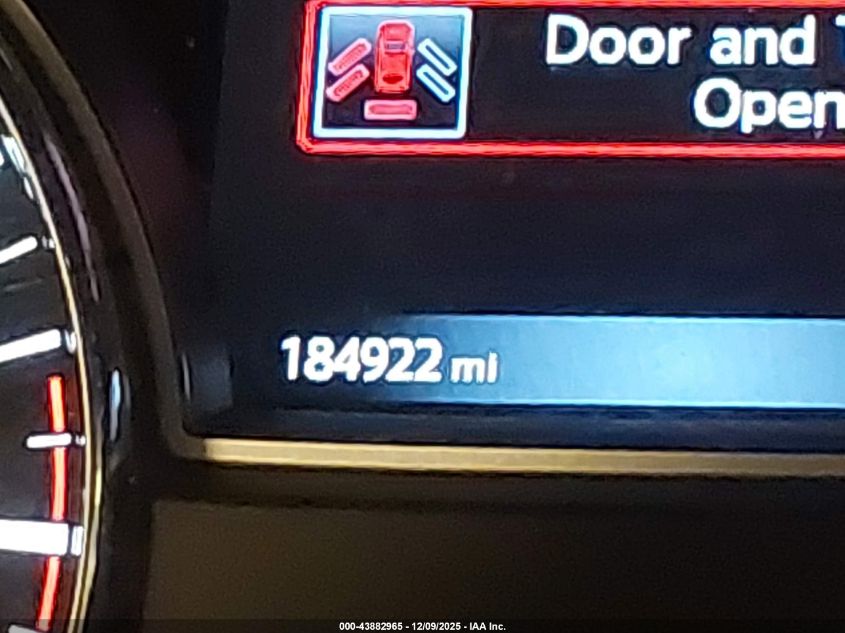 Door and
Open
184922 mi
000-43882965 - 12/09/2025 - IAA Inc.